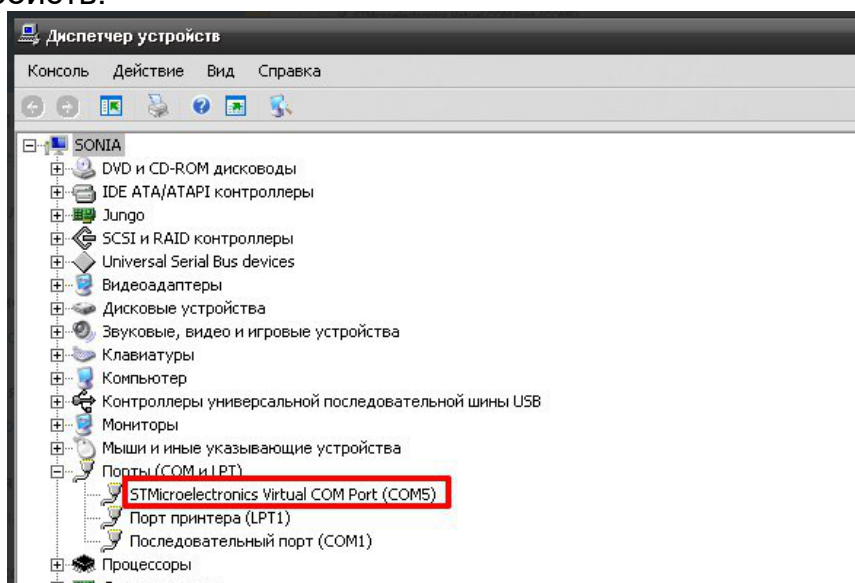 Диспетчер устройств
Консоль Действие Вид Справка
SONIA
DVD и CD-ROM дисководы
IDE ATA/ATAPI контроллеры
Jungo
SCSI и RAID контроллеры
Universal Serial Bus devices
Видеоадаптеры
Дисковые устройства
Звуковые, видео и игровые устройства
Клавиатуры
Компьютер
Контроллеры универсальной последовательной шины USB
Мониторы
Мыши и иные указывающие устройства
Порты (COM и LPT)
STMicroelectronics Virtual COM Port (COM5)
Порт принтера (LPT1)
Последовательный порт (COM1)
Процессоры